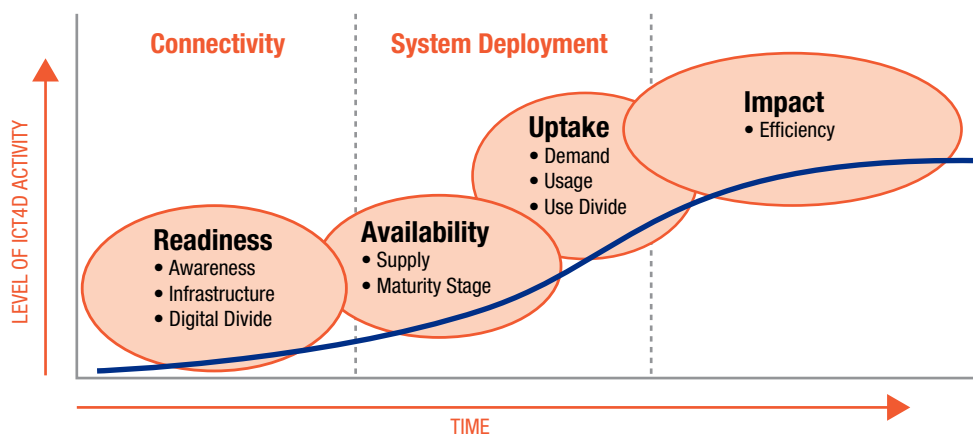 Connectivity
System Deployment
Impact
• Efficiency
Uptake
• Demand
• Usage
• Use Divide
Availability
• Supply
• Maturity Stage
Readiness
• Awareness
• Infrastructure
• Digital Divide
LEVEL OF ICT4D ACTIVITY
TIME